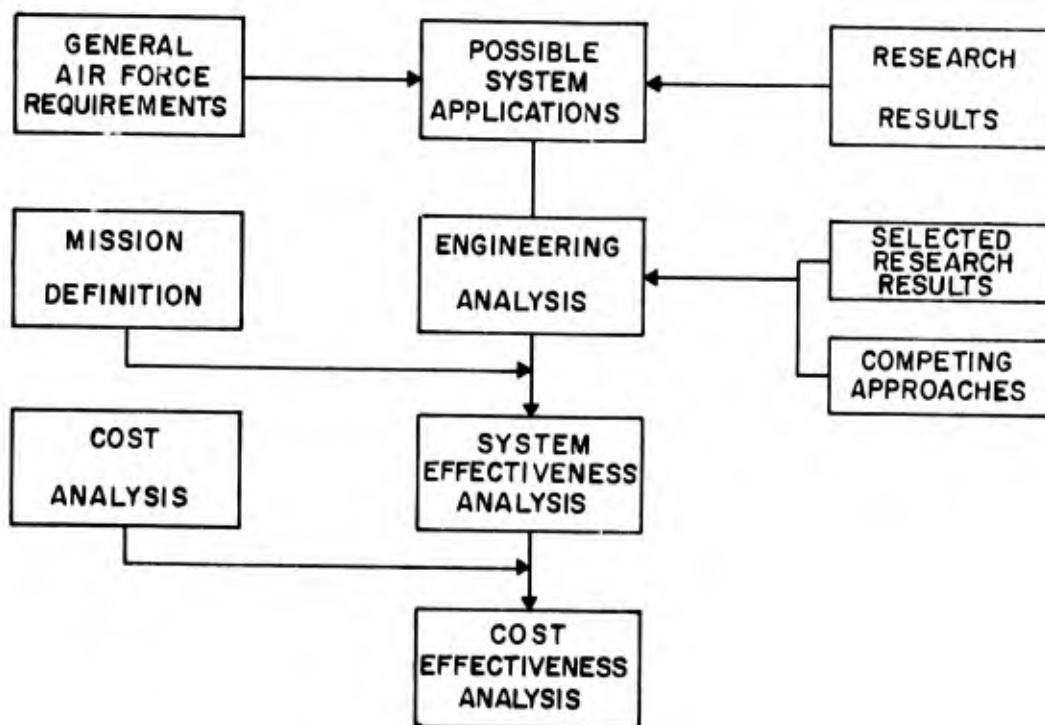 GENERAL
AIR FORCE
REQUIREMENTS
POSSIBLE
SYSTEM
APPLICATIONS
RESEARCH
RESULTS
MISSION
DEFINITION
ENGINEERING
ANALYSIS
SELECTED
RESEARCH
RESULTS
COMPETING
APPROACHES
COST
ANALYSIS
SYSTEM
EFFECTIVENESS
ANALYSIS
COST
EFFECTIVENESS
ANALYSIS